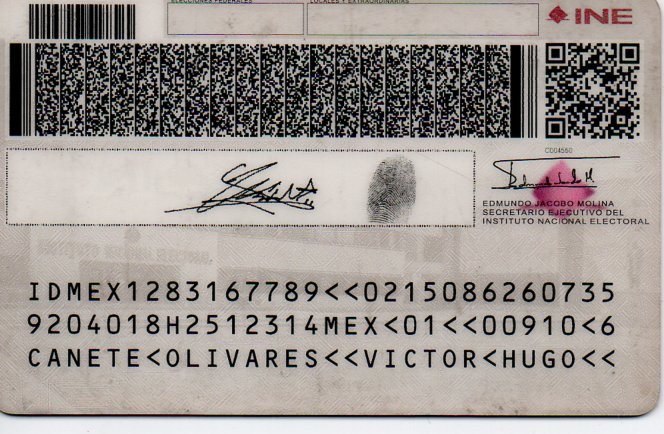 ELECCIONES FEDERALES
LOCALES Y EXTRAORDINARIAS
INE
C004550
EDMUNDO JACOBO MOLINA
SECRETARIO EJECUTIVO DEL
INSTITUTO NACIONAL ELECTORAL
IDMEX1283167789<<0215086260735
9204018H2512314MEX<01<<00910<6
CANETE<OLIVARES<<VICTOR<HUGO<<